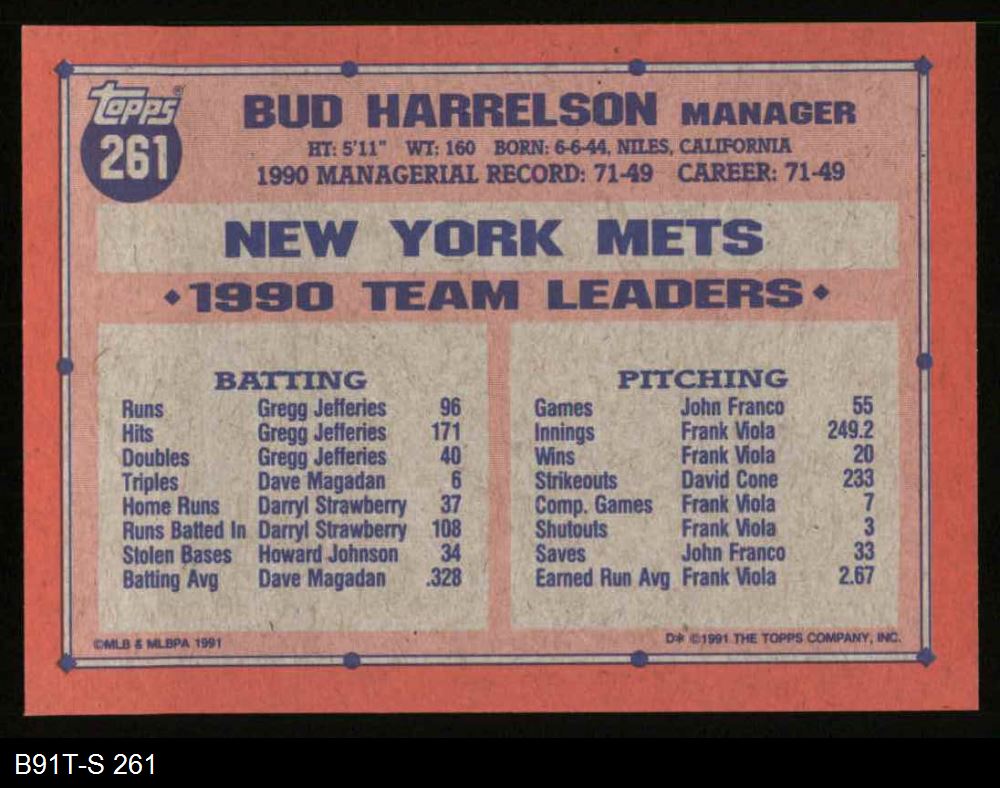 Topps®
261
BUD HARRELSON MANAGER
HT: 5'11" WT: 160 BORN: 6-6-44, NILES, CALIFORNIA
1990 MANAGERIAL RECORD: 71-49 CAREER: 71-49
NEW YORK METS
♦1990 TEAM LEADERS♦
BATTING
Runs Gregg Jefferies 96
Hits Gregg Jefferies 171
Doubles Gregg Jefferies 40
Triples Dave Magadan 6
Home Runs Darryl Strawberry 37
Runs Batted In Darryl Strawberry 108
Stolen Bases Howard Johnson 34
Batting Avg Dave Magadan .328
PITCHING
Games John Franco 55
Innings Frank Viola 249.2
Wins Frank Viola 20
Strikeouts David Cone 233
Comp. Games Frank Viola 7
Shutouts Frank Viola 3
Saves John Franco 33
Earned Run Avg Frank Viola 2.67
©MLB & MLBPA 1991
D* ©1991 THE TOPPS COMPANY, INC.
B91T-S 261